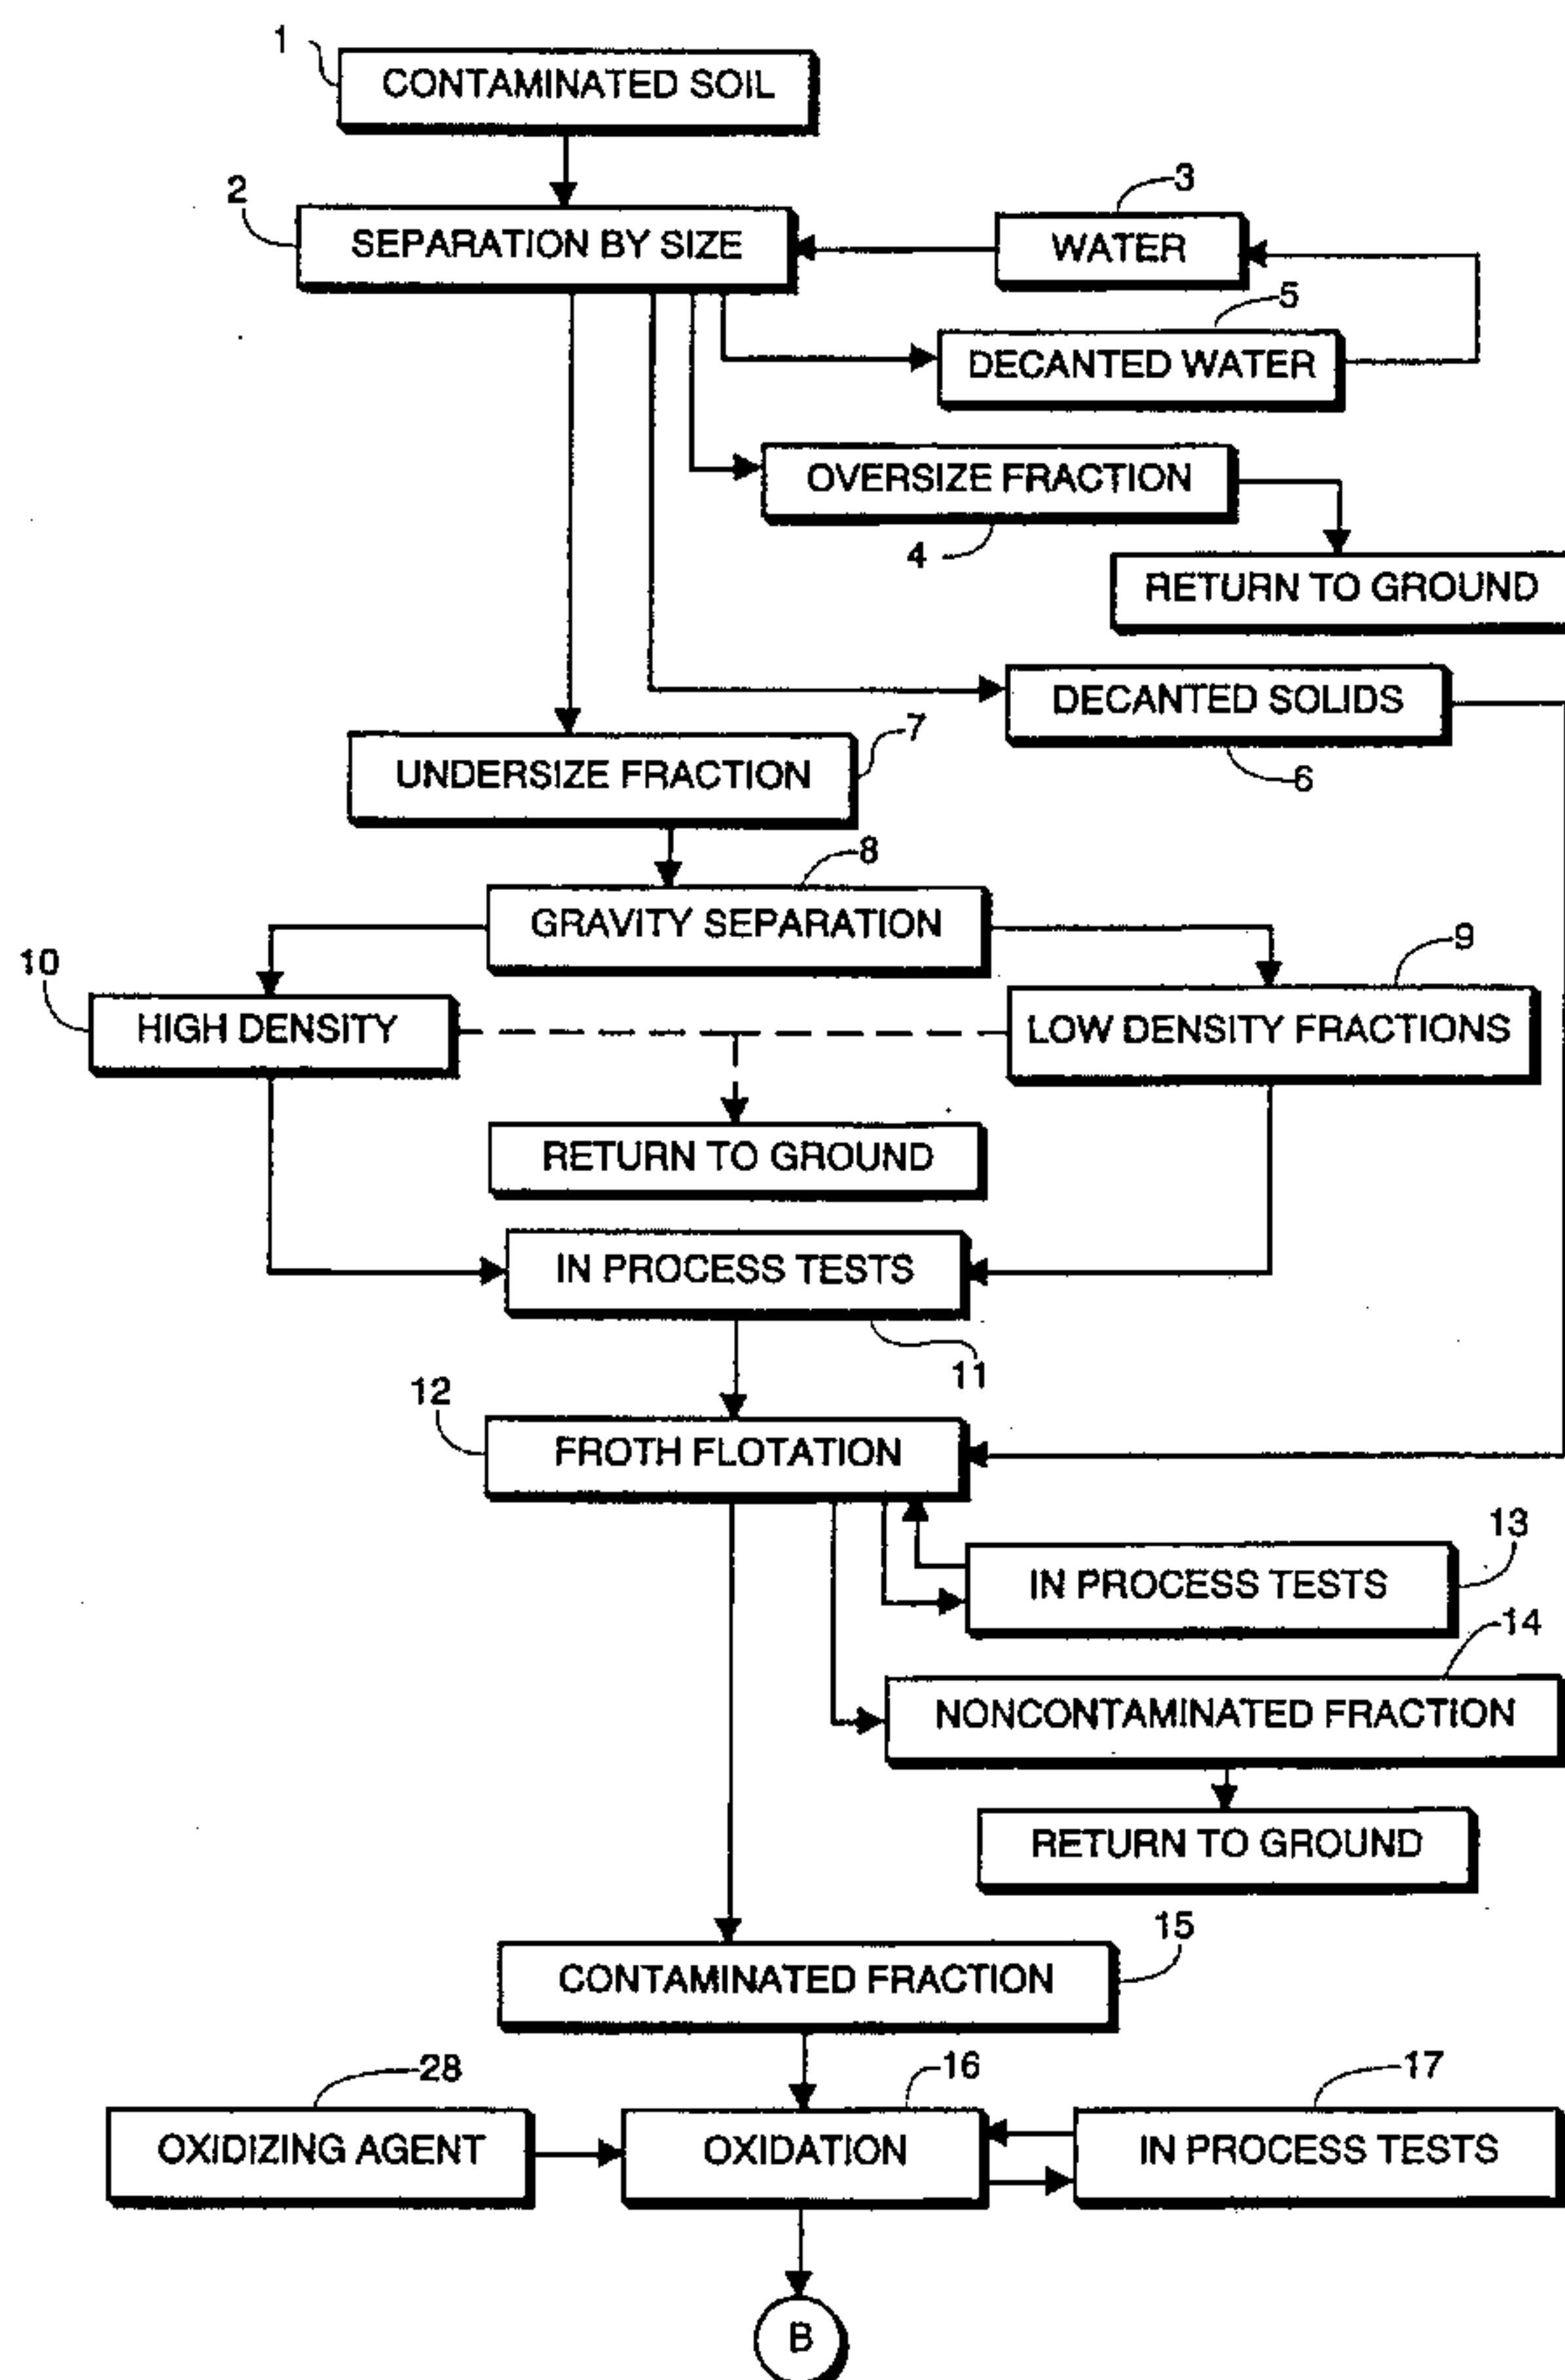 1
CONTAMINATED SOIL
2
SEPARATION BY SIZE
3
WATER
5
DECANTED WATER
OVERSIZE FRACTION
4
RETURN TO GROUND
DECANTED SOLIDS
6
7
UNDERSIZE FRACTION
8
GRAVITY SEPARATION
9
10
HIGH DENSITY
LOW DENSITY FRACTIONS
RETURN TO GROUND
IN PROCESS TESTS
11
12
FROTH FLOTATION
13
IN PROCESS TESTS
14
NONCONTAMINATED FRACTION
RETURN TO GROUND
15
CONTAMINATED FRACTION
28
16
17
OXIDIZING AGENT
OXIDATION
IN PROCESS TESTS
B